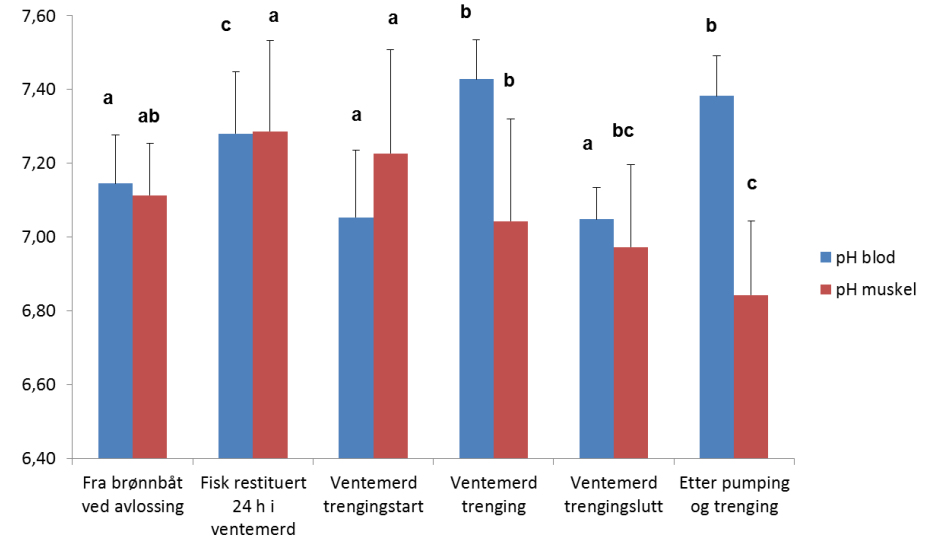 7,60
7,40
7,20
7,00
6,80
6,60
6,40
a
ab
c
a
a
a
b
b
a
bc
b
c
pH blod
pH muskel
Fra brønnbåt
ved avlossing
Fisk restituert
24 h i
ventemerd
Ventemerd
trengingstart
Ventemerd
trenging
Ventemerd
trengingslutt
Etter pumping
og trenging